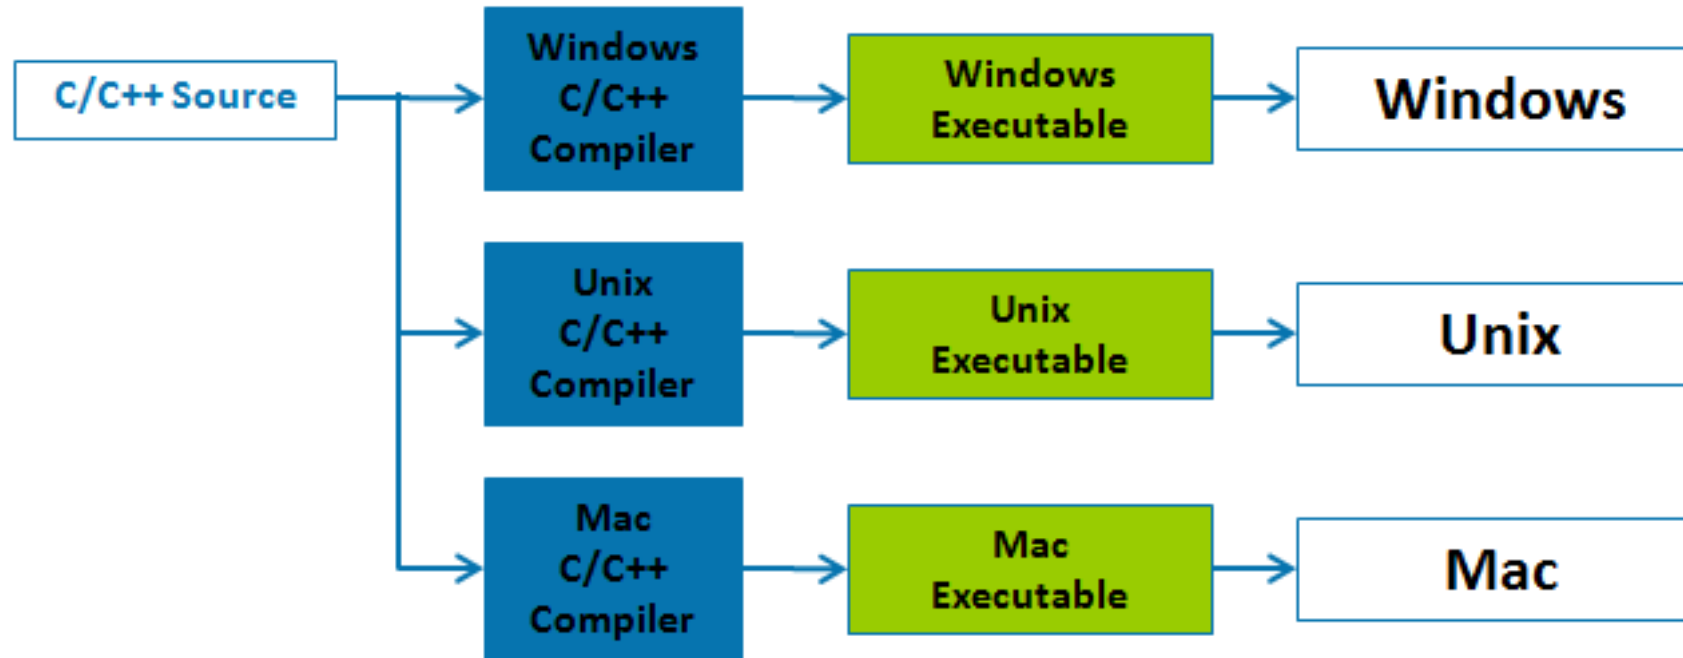 C/C++ Source
Windows
C/C++
Compiler
Windows
Executable
Windows
Unix
C/C++
Compiler
Unix
Executable
Unix
Mac
C/C++
Compiler
Mac
Executable
Mac